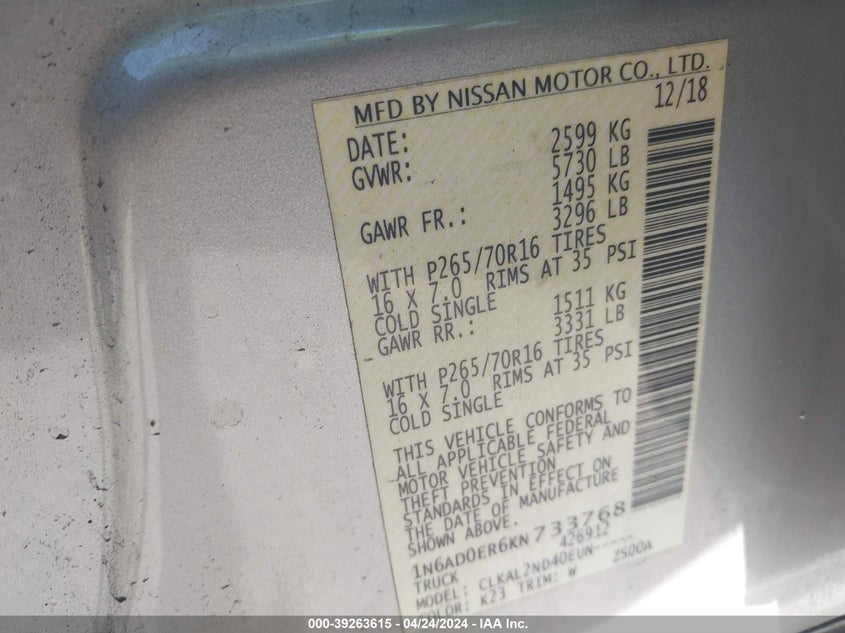 MFD BY NISSAN MOTOR CO., LTD.
DATE: 12/18
GVWR: 2599 KG
5730 LB
GAWR FR.: 1495 KG
3296 LB
WITH P265/70R16 TIRES
16 X 7.0 RIMS AT 35 PSI
COLD SINGLE
GAWR RR.: 1511 KG
3331 LB
WITH P265/70R16 TIRES
16 X 7.0 RIMS AT 35 PSI
COLD SINGLE
THIS VEHICLE CONFORMS TO
ALL APPLICABLE FEDERAL
MOTOR VEHICLE SAFETY AND
THEFT PREVENTION
STANDARDS IN EFFECT ON
THE DATE OF MANUFACTURE
SHOWN ABOVE.
1N6AD0ER6KN733768
TRUCK 426912
MODEL: CLKAL2ND40EUN-----
COLOR: K23 TRIM: W 2S00A
000-39263615 - 04/24/2024 - IAA Inc.